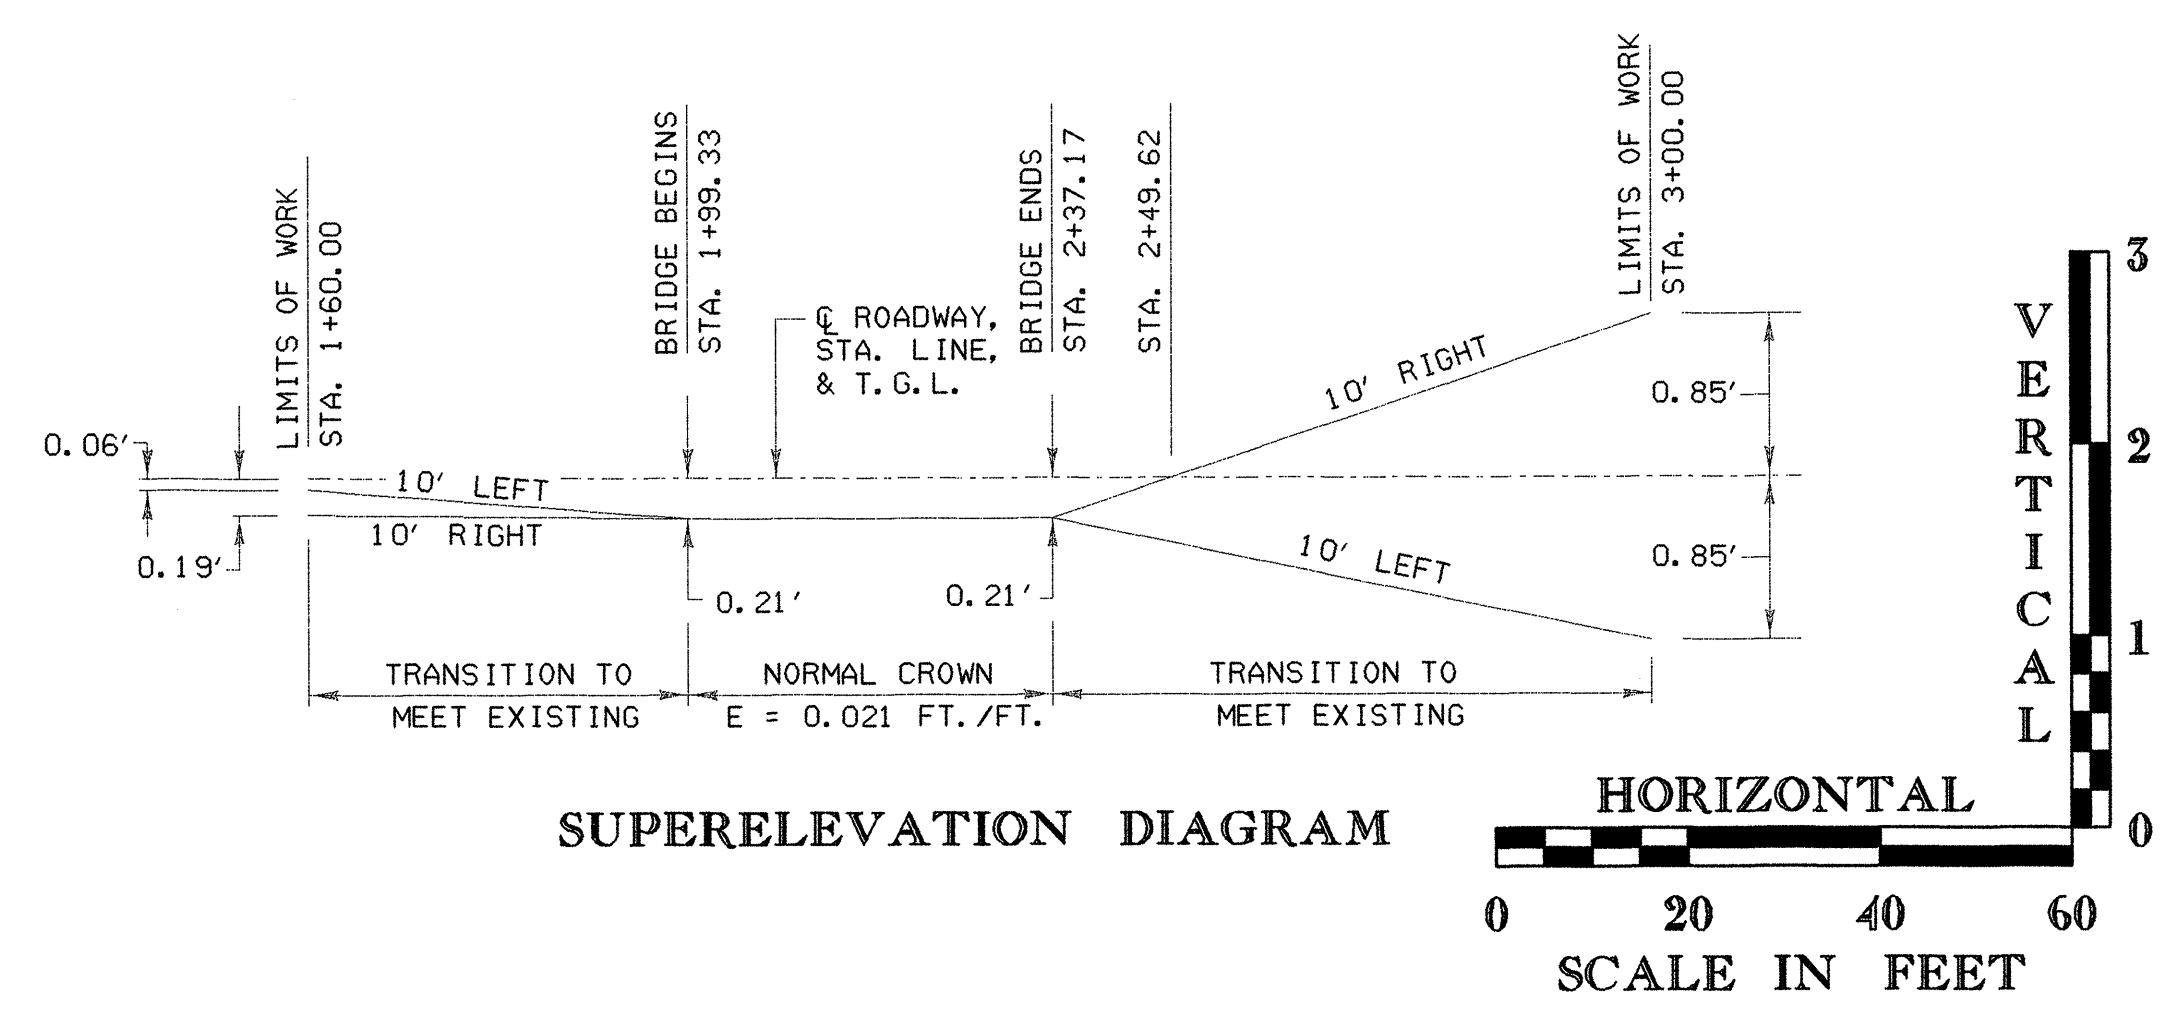 LIMITS OF WORK
STA. 1+60.00
BRIDGE BEGINS
STA. 1+99.33
BRIDGE ENDS
STA. 2+37.17
STA. 2+49.62
LIMITS OF WORK
STA. 3+00.00
℄ ROADWAY,
STA. LINE,
& T.G.L.
0.06'
0.19'
10' LEFT
10' RIGHT
0.21'
0.21'
10' RIGHT
10' LEFT
0.85'
0.85'
TRANSITION TO
MEET EXISTING
NORMAL CROWN
E = 0.021 FT./FT.
TRANSITION TO
MEET EXISTING
SUPERELEVATION DIAGRAM
VERTICAL
3
2
1
0
HORIZONTAL
0 20 40 60
SCALE IN FEET